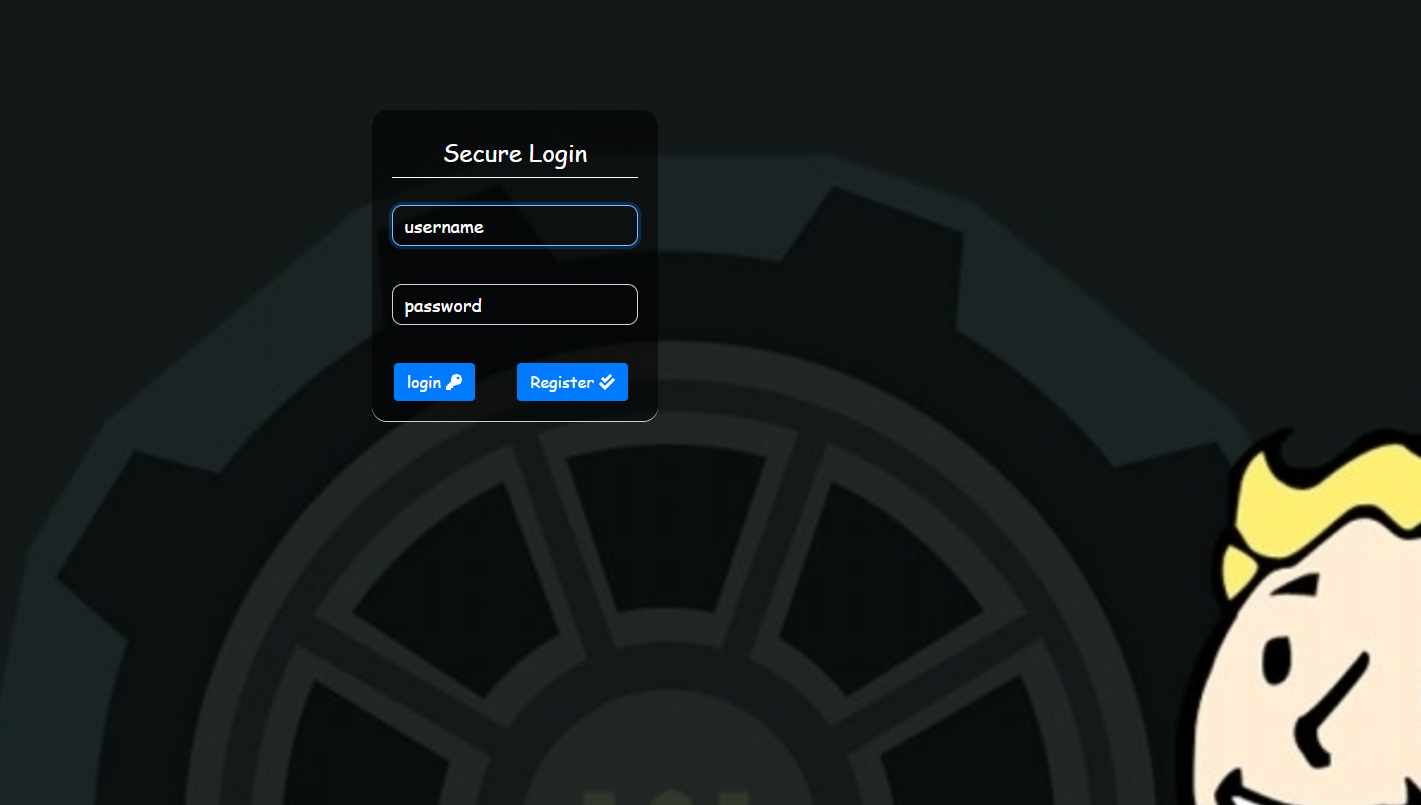 Secure Login
username
password
login
Register